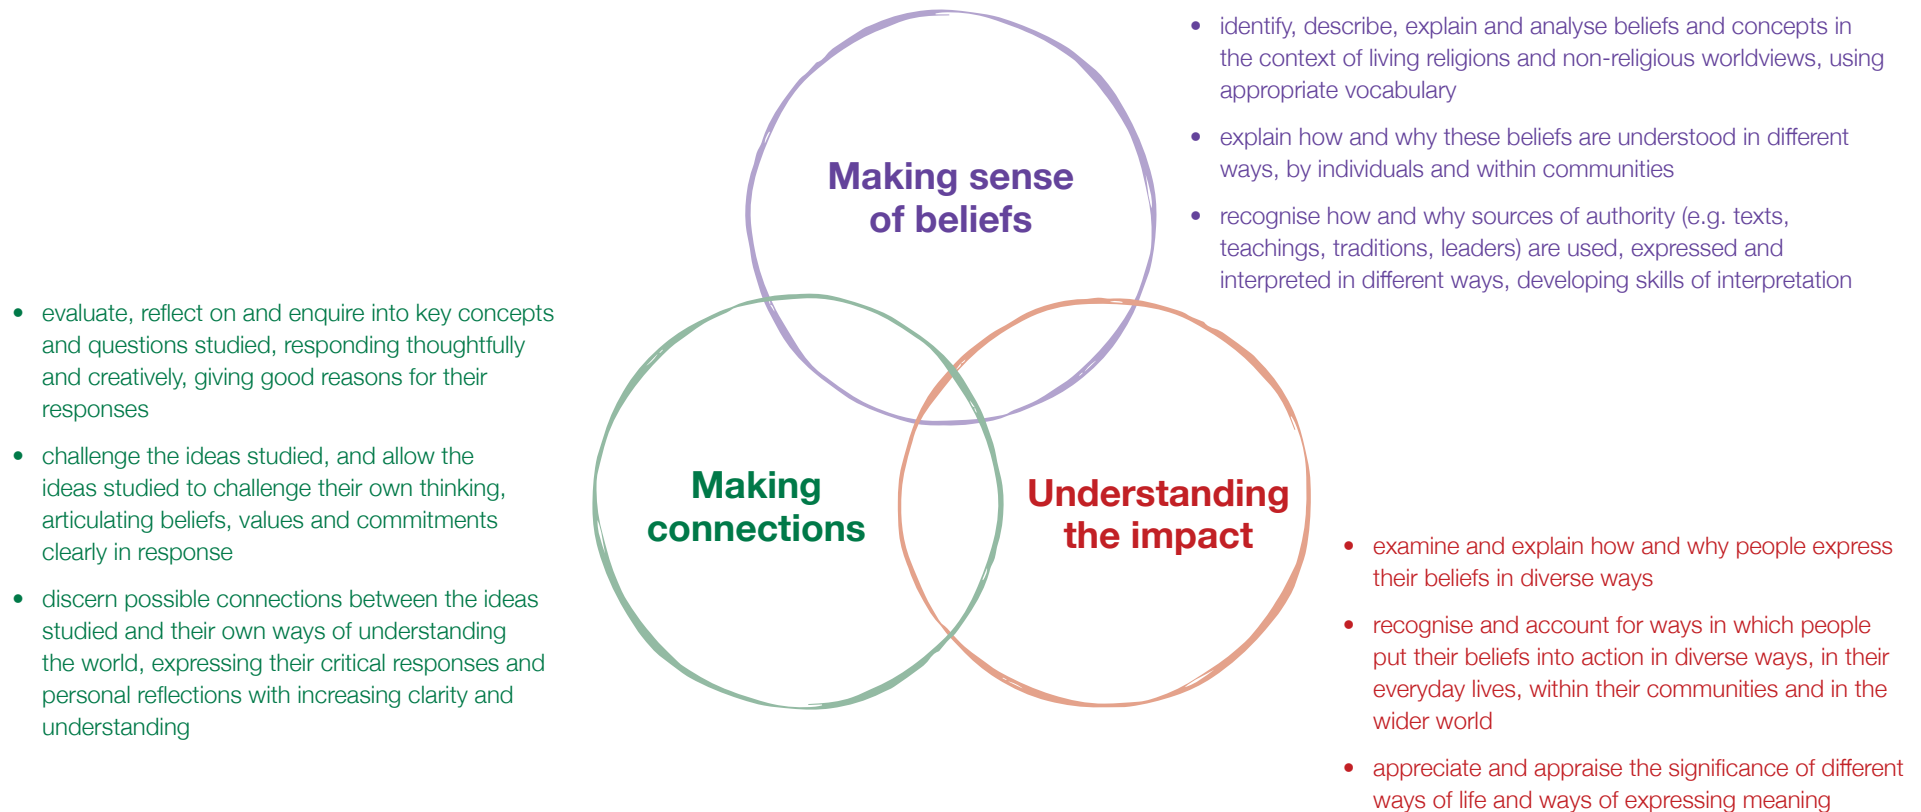 • identify, describe, explain and analyse beliefs and concepts in
the context of living religions and non-religious worldviews, using
appropriate vocabulary
• explain how and why these beliefs are understood in different
ways, by individuals and within communities
• recognise how and why sources of authority (e.g. texts,
teachings, traditions, leaders) are used, expressed and
interpreted in different ways, developing skills of interpretation
Making sense
of beliefs
• evaluate, reflect on and enquire into key concepts
and questions studied, responding thoughtfully
and creatively, giving good reasons for their
responses
• challenge the ideas studied, and allow the
ideas studied to challenge their own thinking,
articulating beliefs, values and commitments
clearly in response
• discern possible connections between the ideas
studied and their own ways of understanding
the world, expressing their critical responses and
personal reflections with increasing clarity and
understanding
Making
connections
Understanding
the impact
• examine and explain how and why people express
their beliefs in diverse ways
• recognise and account for ways in which people
put their beliefs into action in diverse ways, in their
everyday lives, within their communities and in the
wider world
• appreciate and appraise the significance of different
ways of life and ways of expressing meaning